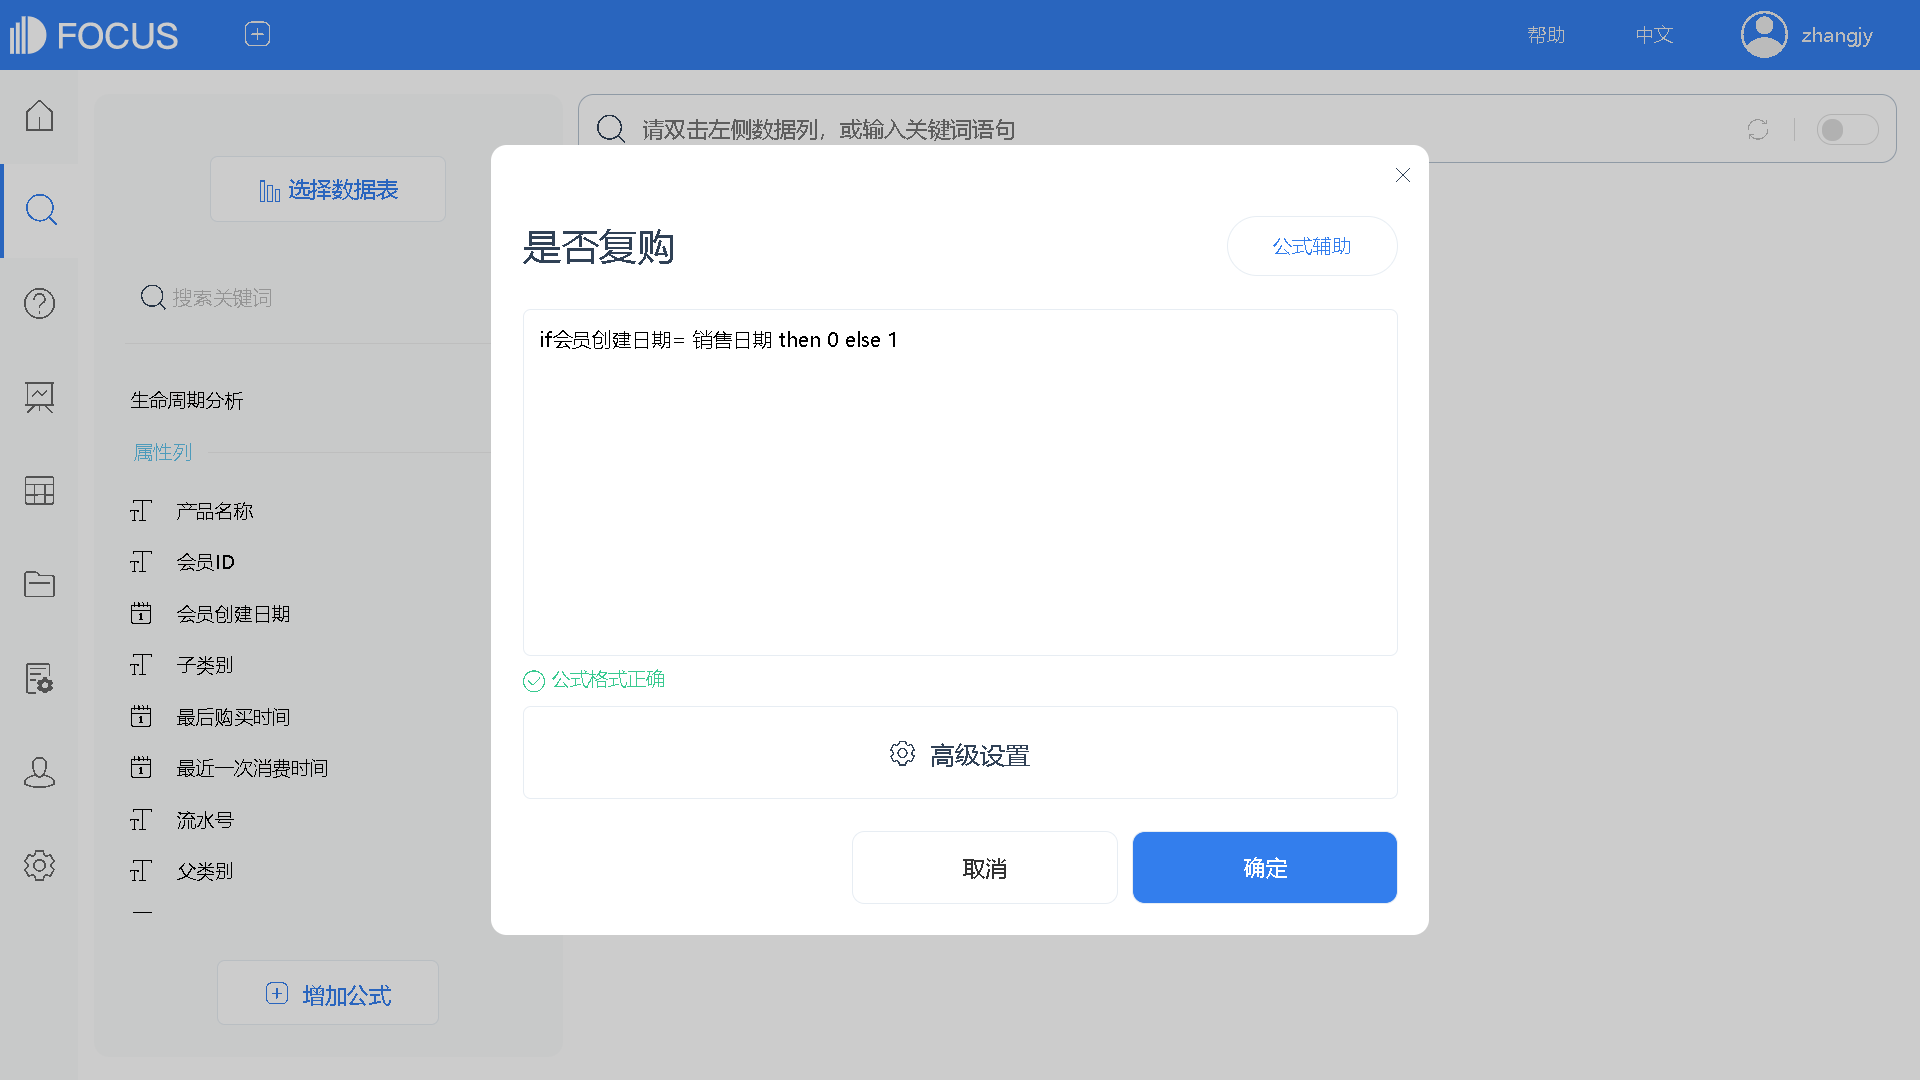 FOCUS
帮助
中文
zhangjy
请双击左侧数据列，或输入关键词语句
选择数据表
搜索关键词
生命周期分析
属性列
产品名称
会员ID
会员创建日期
子类别
最后购买时间
最近一次消费时间
流水号
父类别
增加公式
是否复购
公式辅助
if会员创建日期= 销售日期 then 0 else 1
公式格式正确
高级设置
取消
确定